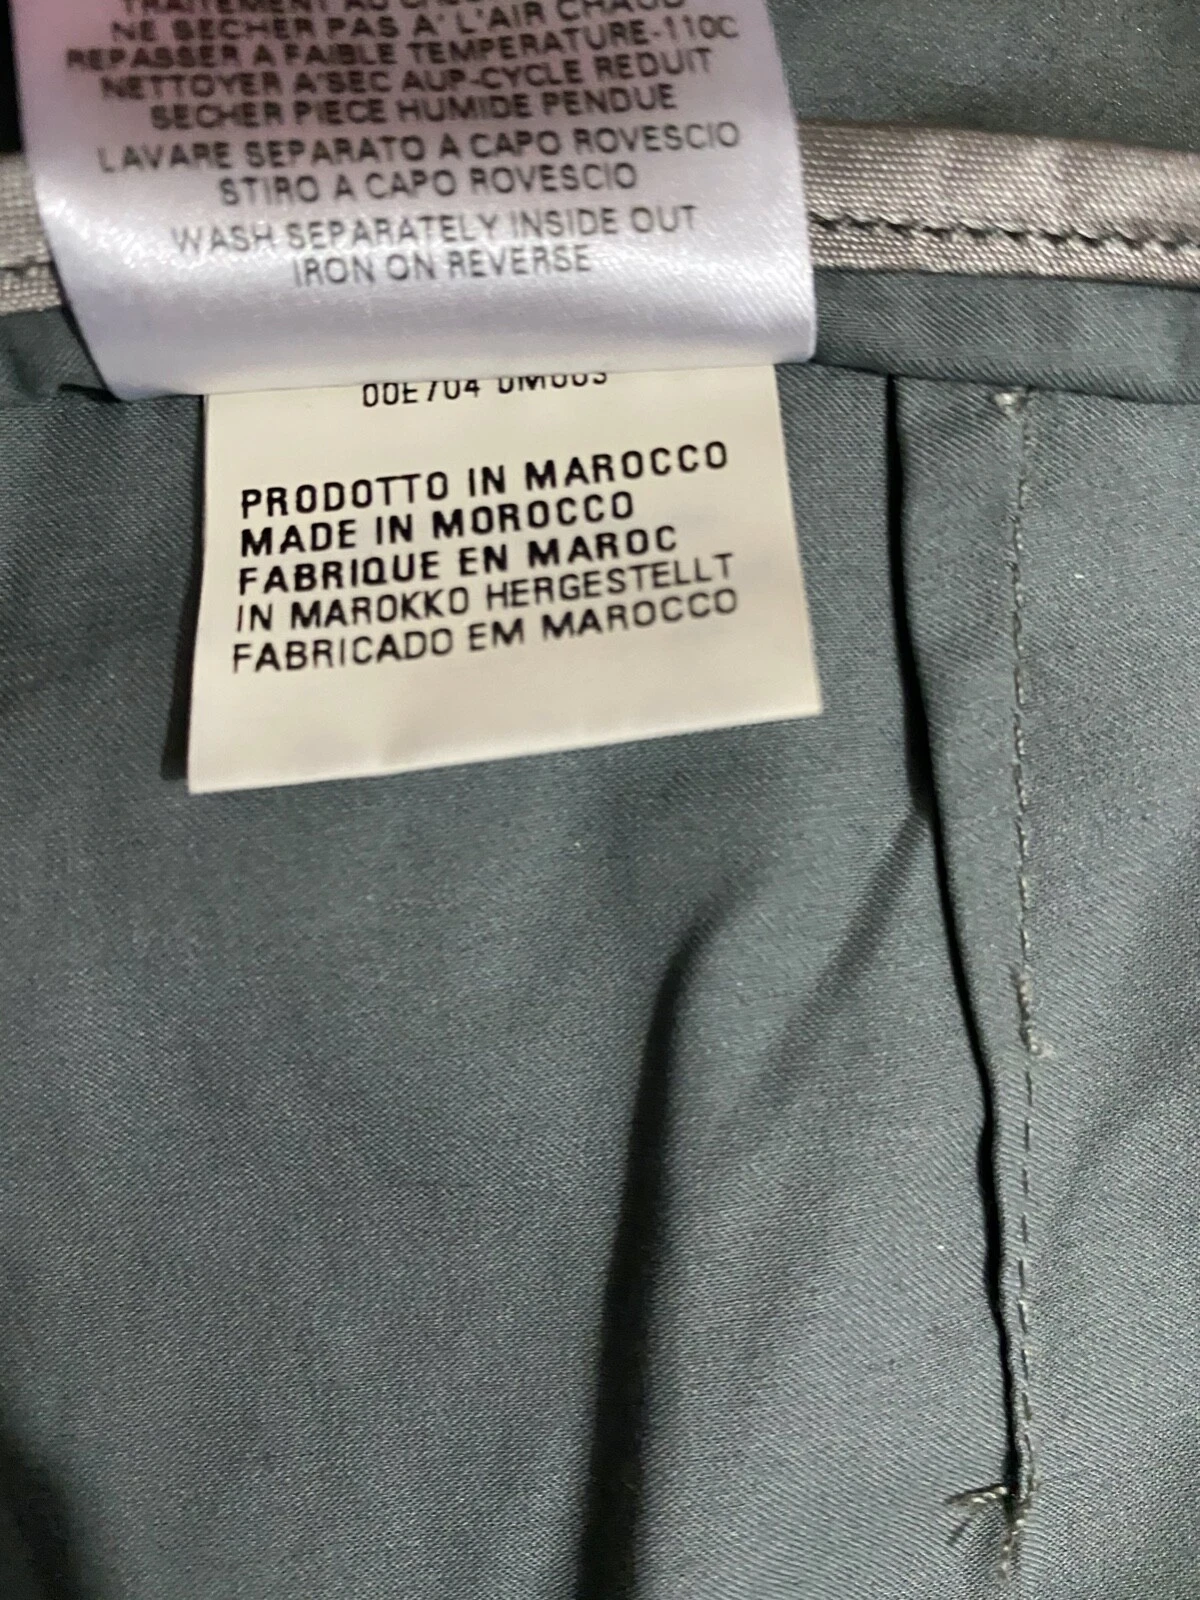 TRAITEMENT AU
NE SECHER PAS A' L'AIR CHAUD
REPASSER A FAIBLE TEMPERATURE-110C
NETTOYER A'SEC AUP-CYCLE REDUIT
SECHER PIECE HUMIDE PENDUE
LAVARE SEPARATO A CAPO ROVESCIO
STIRO A CAPO ROVESCIO
WASH SEPARATELY INSIDE OUT
IRON ON REVERSE
PRODOTTO IN MAROCCO
MADE IN MOROCCO
FABRIQUE EN MAROC
IN MAROKKO HERGESTELLT
FABRICADO EM MAROCCO